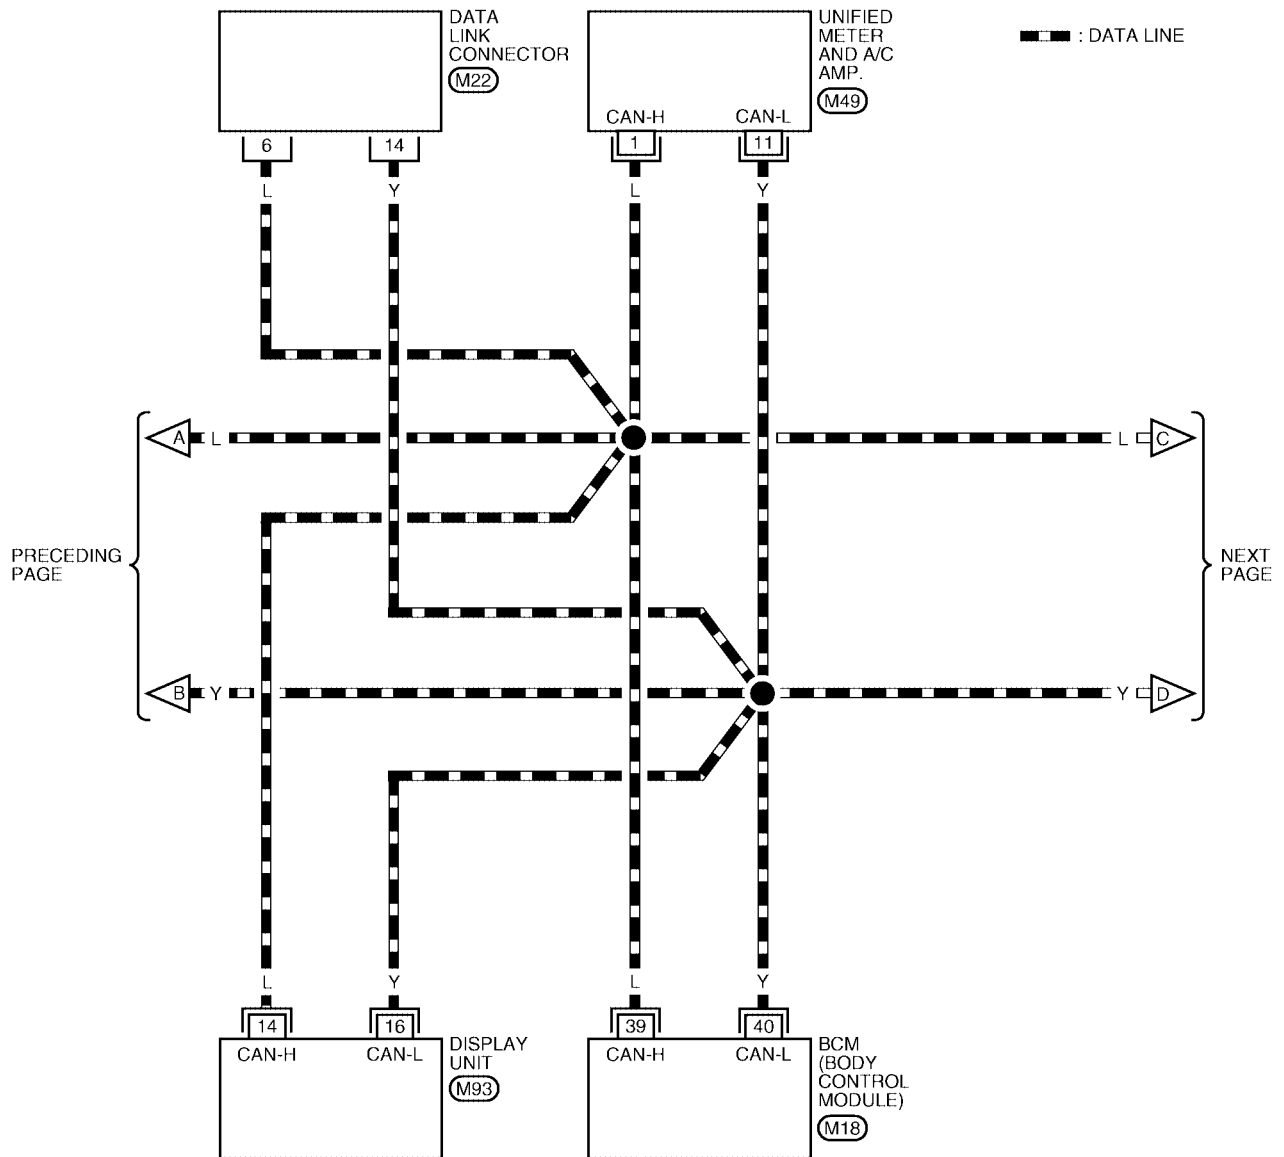 DATA
LINK
CONNECTOR
M22
UNIFIED
METER
AND A/C
AMP.
M49
: DATA LINE
CAN-H
CAN-L
6
14
1
11
L
Y
L
Y
A
L
L
C
PRECEDING
PAGE
NEXT
PAGE
B
Y
Y
D
L
Y
L
Y
14
16
39
40
CAN-H
CAN-L
DISPLAY
UNIT
M93
CAN-H
CAN-L
BCM
(BODY
CONTROL
MODULE)
M18